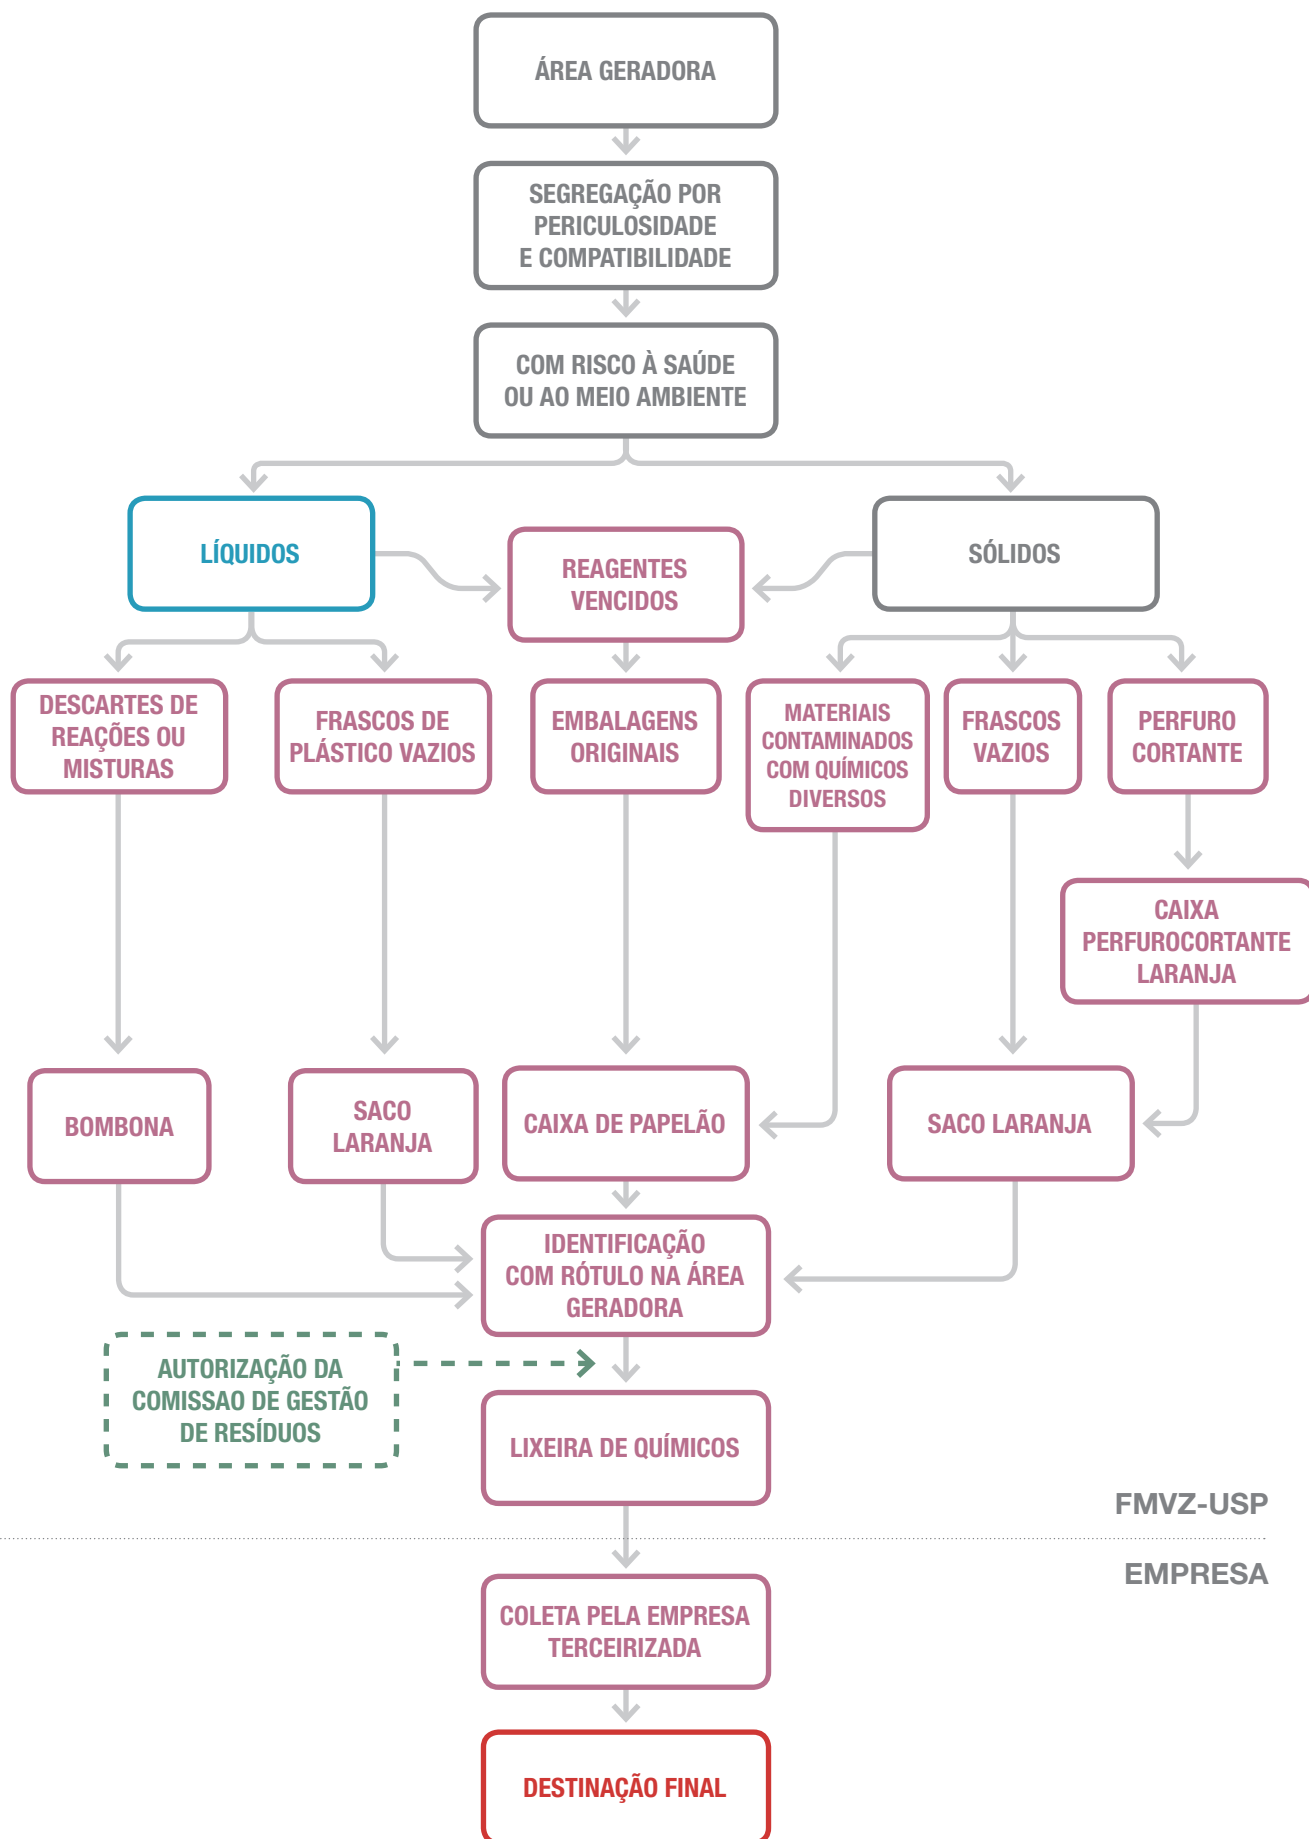 ÁREA GERADORA
SEGREGAÇÃO POR
PERICULOSIDADE
E COMPATIBILIDADE
COM RISCO À SAÚDE
OU AO MEIO AMBIENTE
LÍQUIDOS
REAGENTES
VENCIDOS
SÓLIDOS
DESCARTES DE
REAÇÕES OU
MISTURAS
FRASCOS DE
PLÁSTICO VAZIOS
EMBALAGENS
ORIGINAIS
MATERIAIS
CONTAMINADOS
COM QUÍMICOS
DIVERSOS
FRASCOS
VAZIOS
PERFURO
CORTANTE
CAIXA
PERFUROCORTANTE
LARANJA
BOMBONA
SACO
LARANJA
CAIXA DE PAPELÃO
SACO LARANJA
IDENTIFICAÇÃO
COM RÓTULO NA ÁREA
GERADORA
AUTORIZAÇÃO DA
COMISSAO DE GESTÃO
DE RESÍDUOS
LIXEIRA DE QUÍMICOS
FMVZ-USP
EMPRESA
COLETA PELA EMPRESA
TERCEIRIZADA
DESTINAÇÃO FINAL